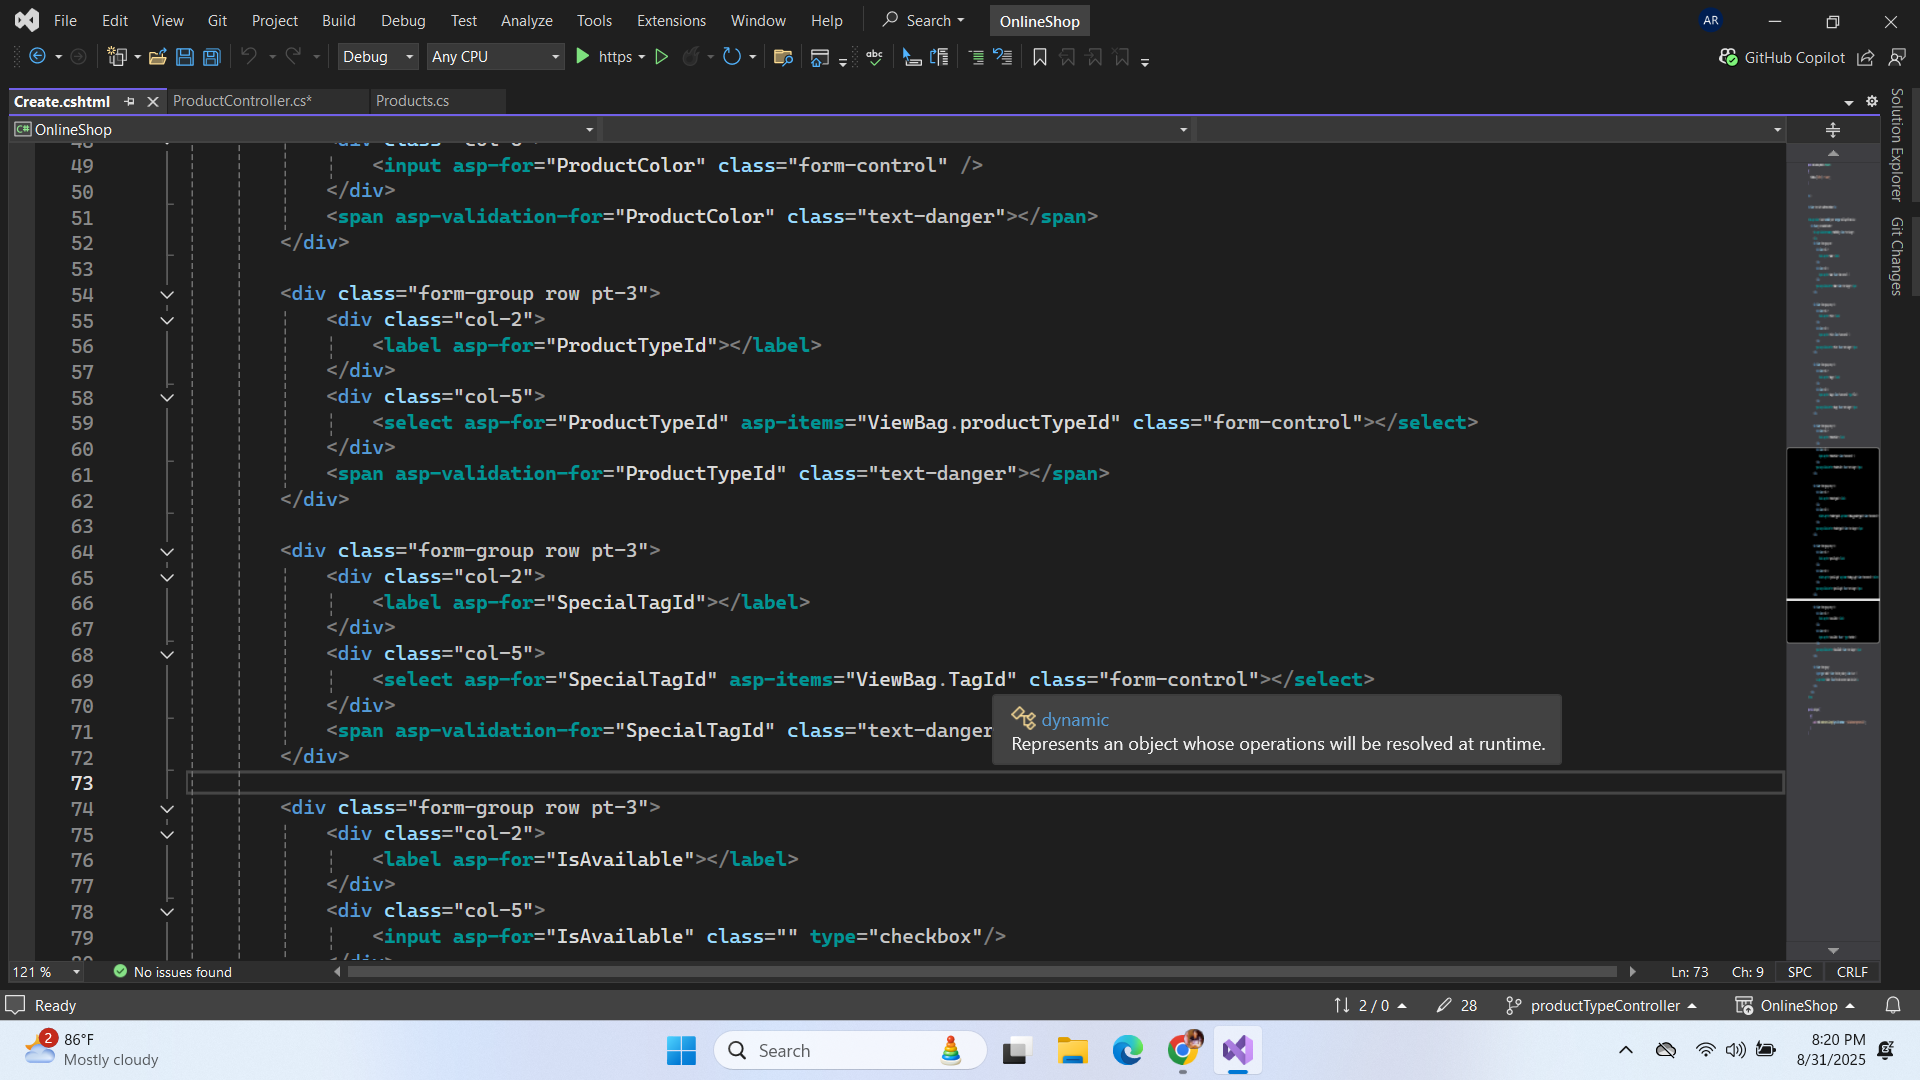 File Edit View Git Project Build Debug Test Analyze Tools Extensions Window Help Search OnlineShop AR
Debug Any CPU https abc GitHub Copilot
Create.cshtml ProductController.cs* Products.cs
C# OnlineShop
Solution Explorer
Git Changes
49 <input asp-for="ProductColor" class="form-control" />
50 </div>
51 <span asp-validation-for="ProductColor" class="text-danger"></span>
52 </div>
53
54 <div class="form-group row pt-3">
55 <div class="col-2">
56 <label asp-for="ProductTypeId"></label>
57 </div>
58 <div class="col-5">
59 <select asp-for="ProductTypeId" asp-items="ViewBag.productTypeId" class="form-control"></select>
60 </div>
61 <span asp-validation-for="ProductTypeId" class="text-danger"></span>
62 </div>
63
64 <div class="form-group row pt-3">
65 <div class="col-2">
66 <label asp-for="SpecialTagId"></label>
67 </div>
68 <div class="col-5">
69 <select asp-for="SpecialTagId" asp-items="ViewBag.TagId" class="form-control"></select>
70 </div>
71 <span asp-validation-for="SpecialTagId" class="text-danger
72 </div>
dynamic
Represents an object whose operations will be resolved at runtime.
73
74 <div class="form-group row pt-3">
75 <div class="col-2">
76 <label asp-for="IsAvailable"></label>
77 </div>
78 <div class="col-5">
79 <input asp-for="IsAvailable" class="" type="checkbox"/>
121 % No issues found Ln: 73 Ch: 9 SPC CRLF
Ready 2 / 0 28 productTypeController OnlineShop
2 86°F
Mostly cloudy
Search
8:20 PM
8/31/2025